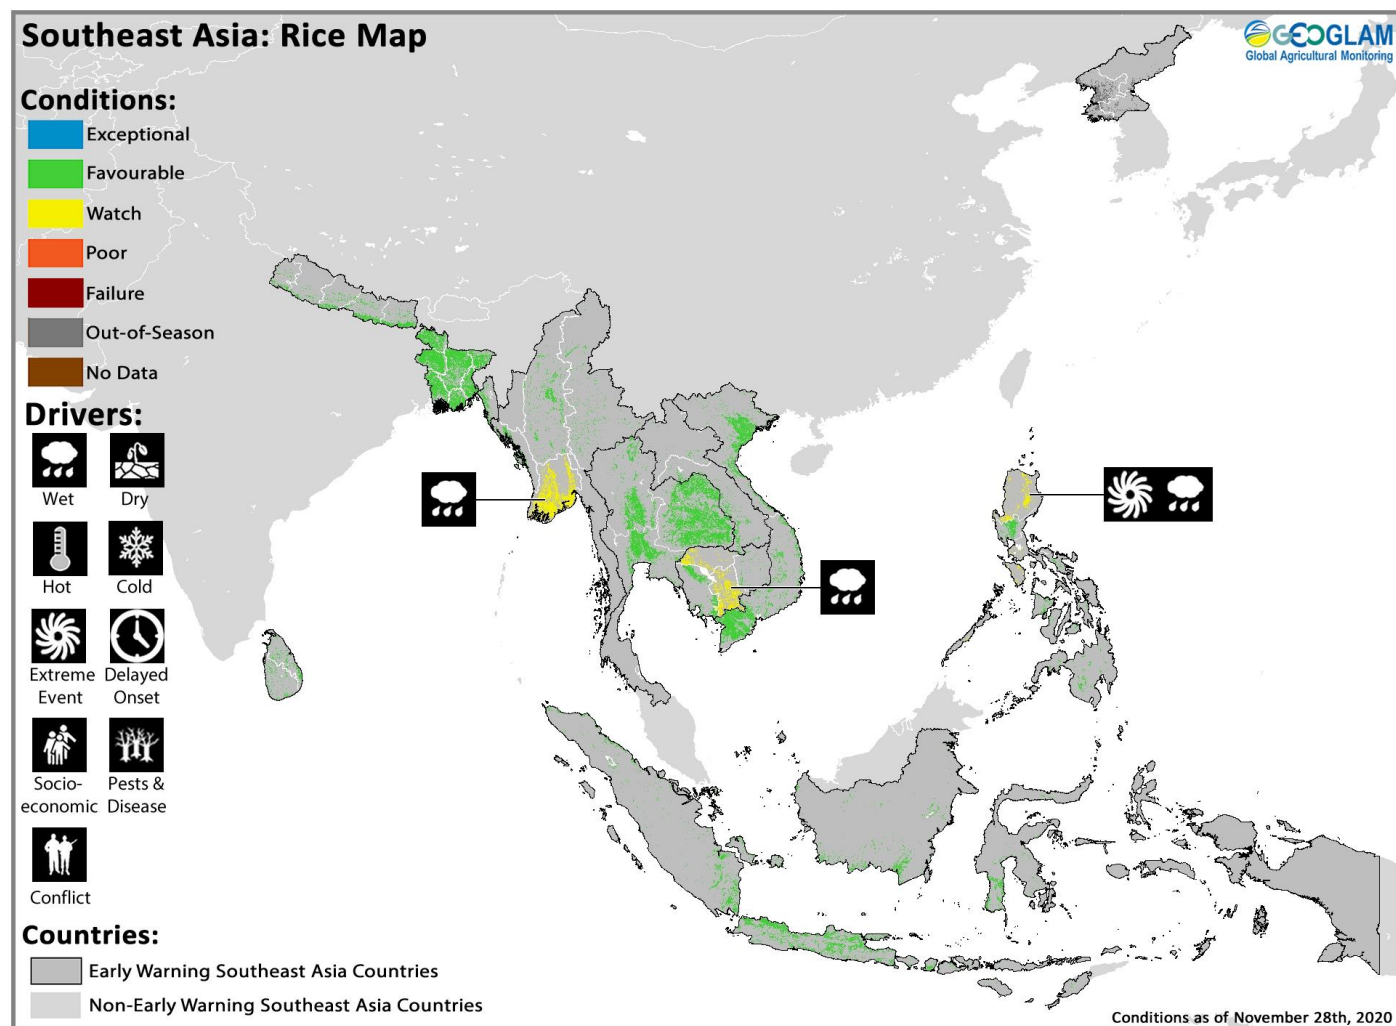 Southeast Asia: Rice Map
GEOGLAM
Global Agricultural Monitoring
Conditions:
Exceptional
Favourable
Watch
Poor
Failure
Out-of-Season
No Data
Drivers:
Wet
Dry
Hot
Cold
Extreme
Event
Delayed
Onset
Socio-
economic
Pests &
Disease
Conflict
Countries:
Early Warning Southeast Asia Countries
Non-Early Warning Southeast Asia Countries
Conditions as of November 28th, 2020